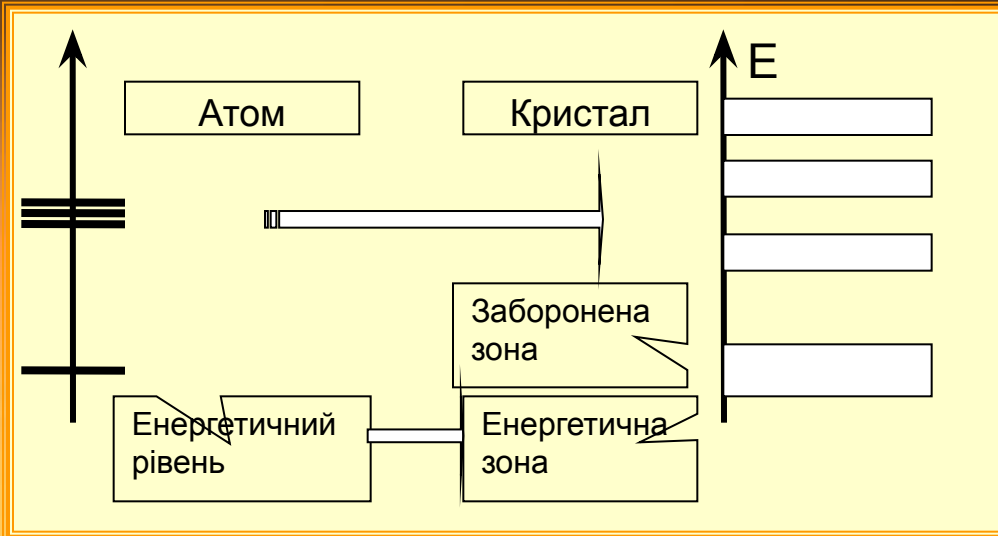 E
Атом
Кристал
Заборонена
зона
Енергетичний
рівень
Енергетична
зона